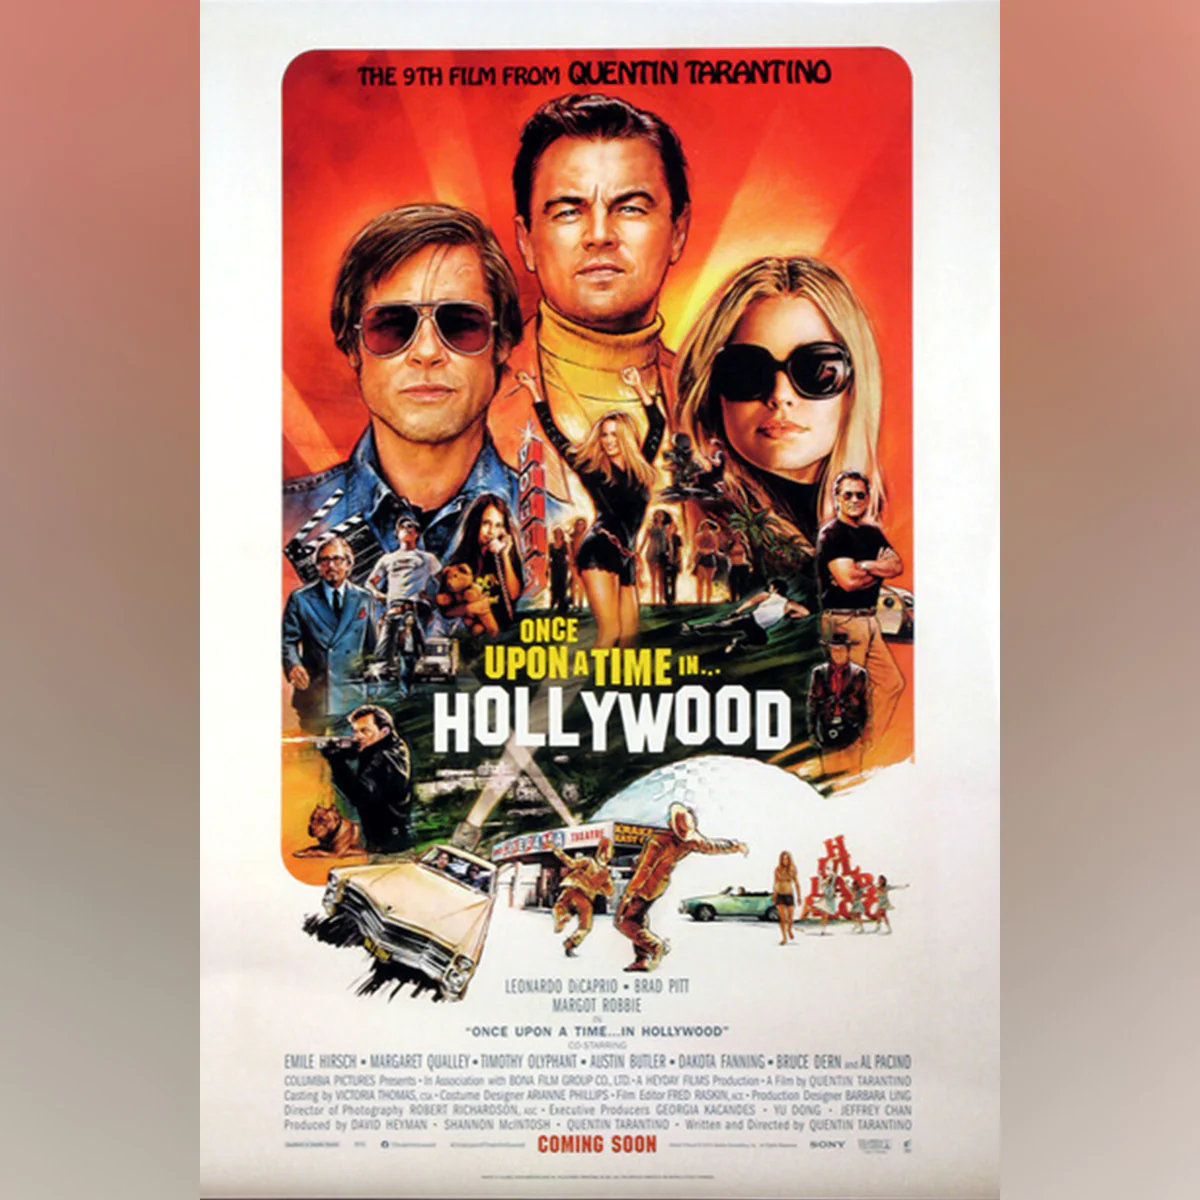 THE 9TH FILM FROM QUENTIN TARANTINO
ONCE
UPON A TIME IN...
HOLLYWOOD
THEATRE
LEONARDO DiCAPRIO • BRAD PITT
MARGOT ROBBIE
IN
"ONCE UPON A TIME...IN HOLLYWOOD"
CO-STARRING
EMILE HIRSCH • MARGARET QUALLEY • TIMOTHY OLYPHANT • AUSTIN BUTLER • DAKOTA FANNING • BRUCE DERN and AL PACINO
COLUMBIA PICTURES Presents • In Association with BONA FILM GROUP CO., LTD. • A HEYDAY FILMS Production • A Film by QUENTIN TARANTINO
Casting by VICTORIA THOMAS, CSA • Costume Designer ARIANNE PHILLIPS • Film Editor FRED RASKIN, ACE • Production Designer BARBARA LING
Director of Photography ROBERT RICHARDSON, ASC • Executive Producers GEORGIA KACANDES • YU DONG • JEFFREY CHAN
Produced by DAVID HEYMAN • SHANNON McINTOSH • QUENTIN TARANTINO • Written and Directed by QUENTIN TARANTINO
COMING SOON
SONY